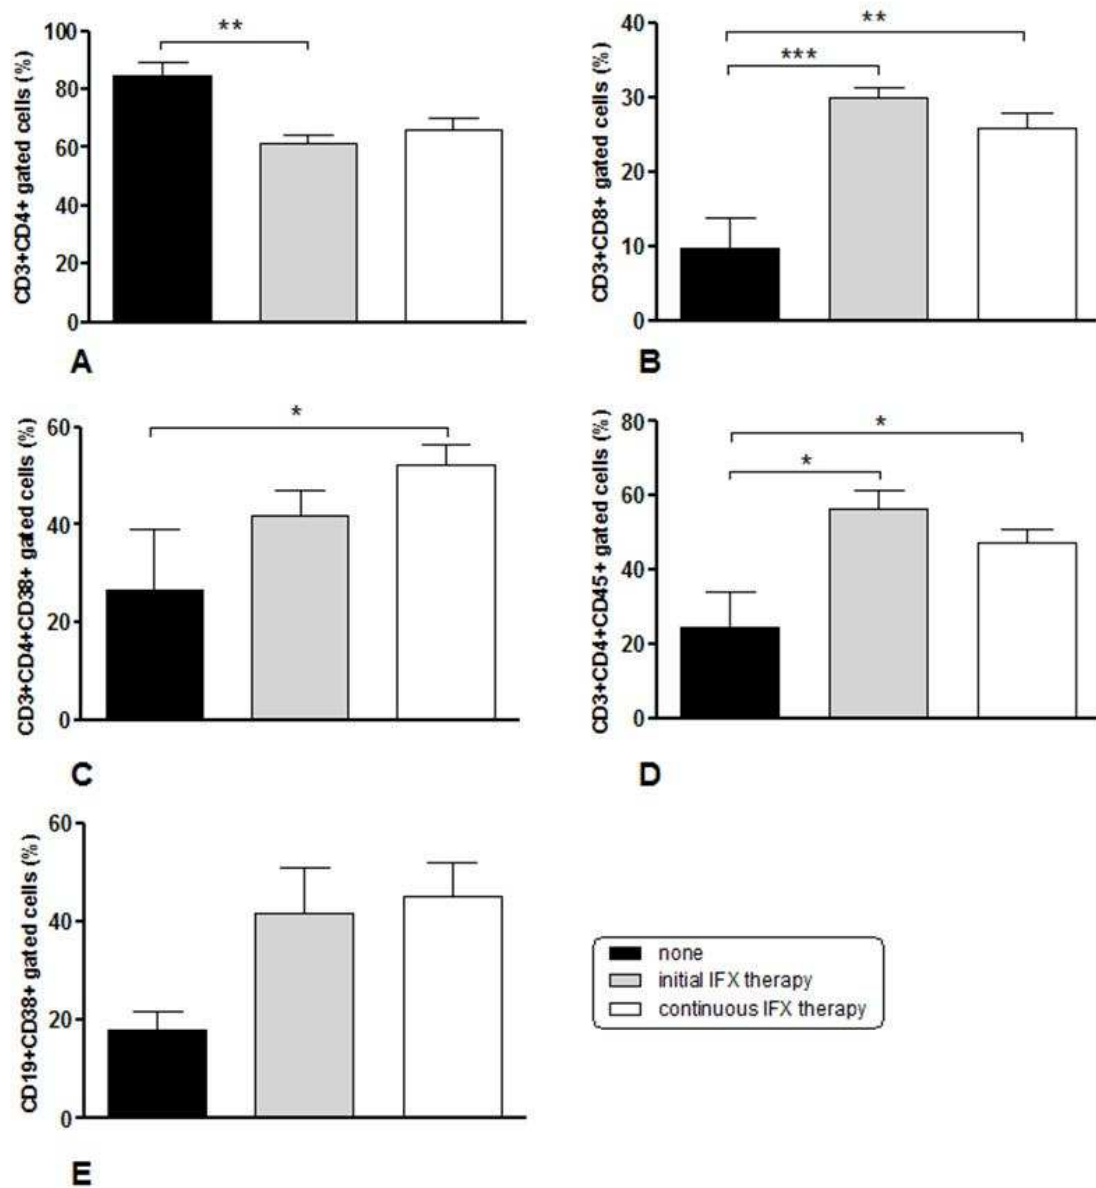 CD3+CD4+ gated cells (%)
100
80
60
40
20
0
**
A
CD3+CD8+ gated cells (%)
40
30
20
10
0
**
***
B
CD3+CD4+CD38+ gated cells (%)
60
40
20
0
*
C
CD3+CD4+CD45+ gated cells (%)
80
60
40
20
0
*
*
D
CD19+CD38+ gated cells (%)
60
40
20
0
E
none
initial IFX therapy
continuous IFX therapy